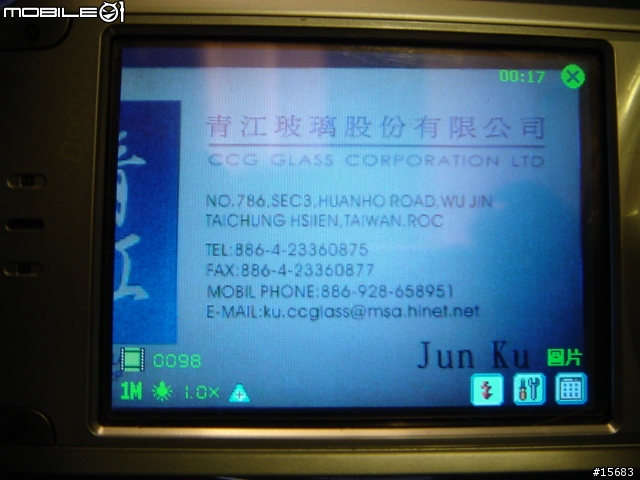 MOBILE01
00:17
青江玻璃股份有限公司
CCG GLASS CORPORATION LTD
NO.786,SEC3,HUANHO ROAD.WU JIN
TAICHUNG HSIIEN,TAIWAN.ROC
TEL:886-4-23360875
FAX:886-4-23360877
MOBIL PHONE:886-928-658951
E-MAIL:ku.ccglass@msa.hinet.net
Jun Ku
0098
圖片
1M 1.0×
#15683